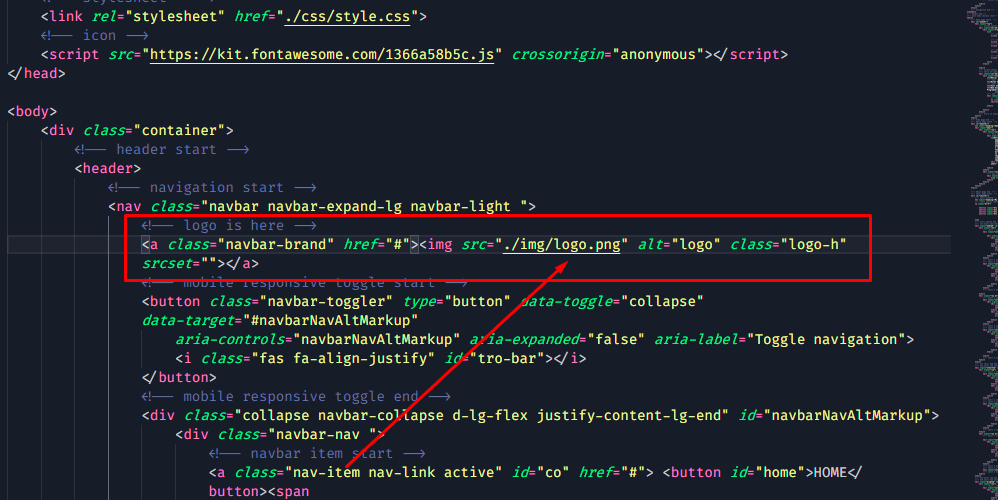 <link rel="stylesheet" href="./css/style.css">
<!-- icon -->
<script src="https://kit.fontawesome.com/1366a58b5c.js" crossorigin="anonymous"></script>
</head>
<body>
<div class="container">
<!-- header start -->
<header>
<!-- navigation start -->
<nav class="navbar navbar-expand-lg navbar-light ">
<!-- logo is here -->
<a class="navbar-brand" href="#"><img src="./img/logo.png" alt="logo" class="logo-h"
srcset=""></a>
<!-- mobile responsive toggle start -->
<button class="navbar-toggler" type="button" data-toggle="collapse"
data-target="#navbarNavAltMarkup"
aria-controls="navbarNavAltMarkup" aria-expanded="false" aria-label="Toggle navigation">
<i class="fas fa-align-justify" id="tro-bar"></i>
</button>
<!-- mobile responsive toggle end -->
<div class="collapse navbar-collapse d-lg-flex justify-content-lg-end" id="navbarNavAltMarkup">
<div class="navbar-nav ">
<!-- navbar item start -->
<a class="nav-item nav-link active" id="co" href="#"> <button id="home">HOME</
button><span